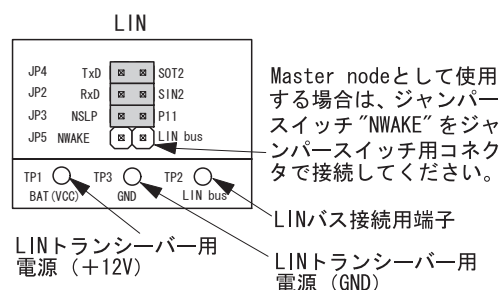 LIN
JP4 TxD SOT2
JP2 RxD SIN2
JP3 NSLP P11
JP5 NWAKE LIN bus
Master nodeとして使用
する場合は、ジャンパー
スイッチ"NWAKE"をジャ
ンパースイッチ用コネク
タで接続してください。
TP1 TP3 TP2
BAT(VCC) GND LIN bus
LINバス接続用端子
LINトランシーバー用
電源（＋12V）
LINトランシーバー用
電源（GND）